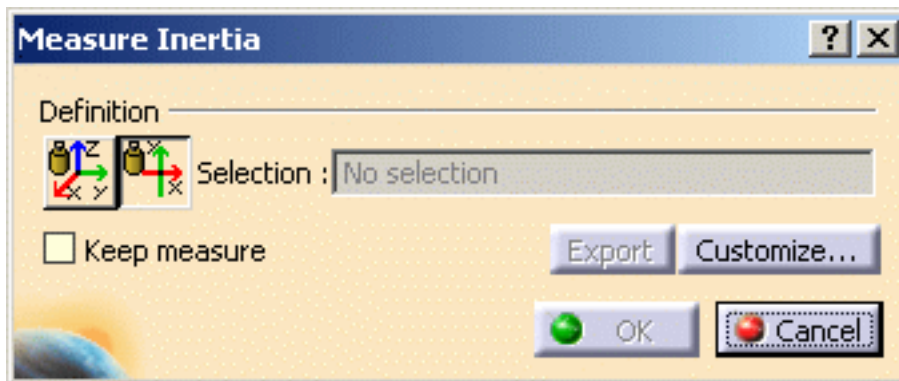 Measure Inertia
Definition
Z
X Y
Y
X
Selection : No selection
Keep measure
Export
Customize...
OK
Cancel